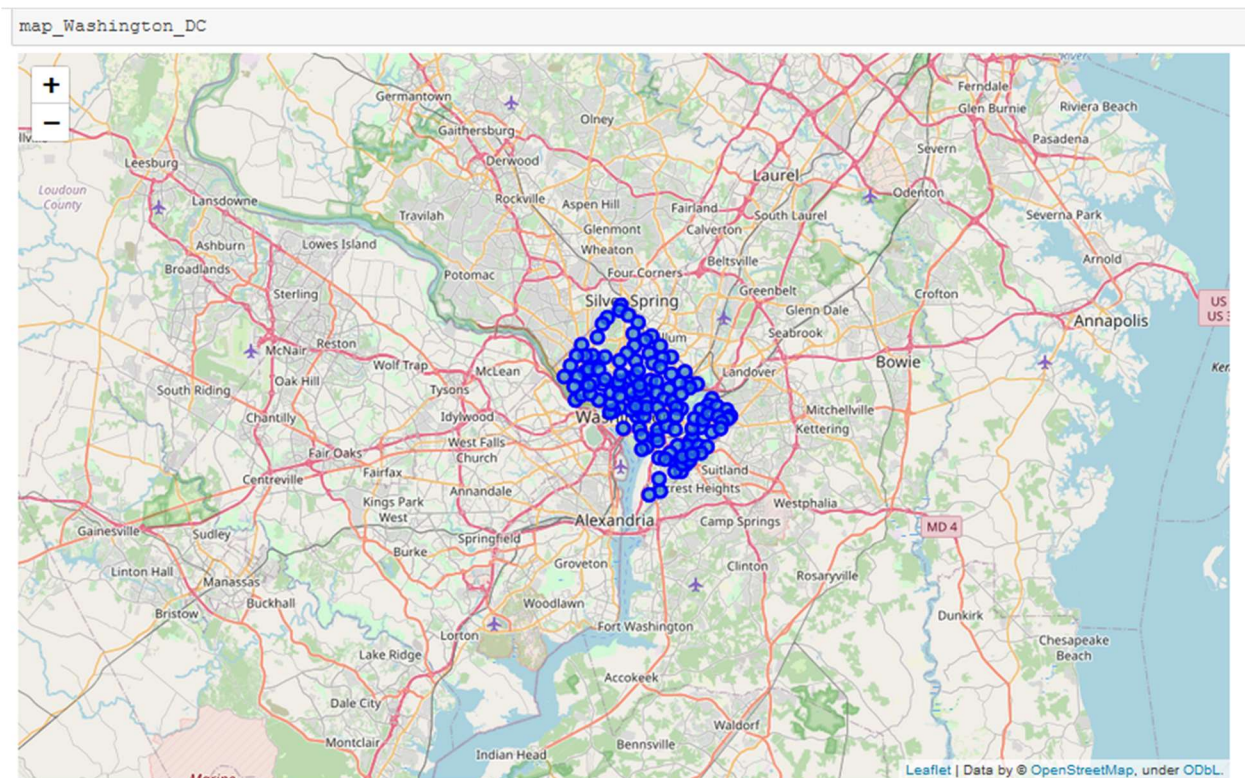 map_Washington_DC
+
−
River
Germantown
Ferndale
Glen Burnie
Riviera Beach
Olney
Gaithersburg
Pasadena
Severn
Derwood
Leesburg
Laurel
Loudoun
County
Odenton
Lansdowne
Rockville
Aspen Hill
Fairland
South Laurel
Severna Park
Travilah
Glenmont
Calverton
Ashburn
Lowes Island
Wheaton
Arnold
Broadlands
Potomac
Four Corners
Beltsville
Sterling
Greenbelt
Crofton
Silver Spring
US
US 3
Glenn Dale
Annapolis
Seabrook
Reston
McNair
Wolf Trap
McLean
Landover
Bowie
Oak Hill
South Riding
Tysons
Chantilly
Idylwood
Mitchellville
Kettering
West Falls
Church
Fair Oaks
Fairfax
Suitland
Centreville
Annandale
Kings Park
West
Westphalia
Alexandria
Camp Springs
MD 4
Gainesville
Sudley
Springfield
Burke
Groveton
Clinton
Linton Hall
Manassas
Rosaryville
Buckhall
Woodlawn
Bristow
Dunkirk
Fort Washington
Lorton
Chesapeake
Beach
Lake Ridge
Accokeek
Dale City
Waldorf
Montclair
Bennsville
Indian Head
Leaflet | Data by © OpenStreetMap, under ODbL.